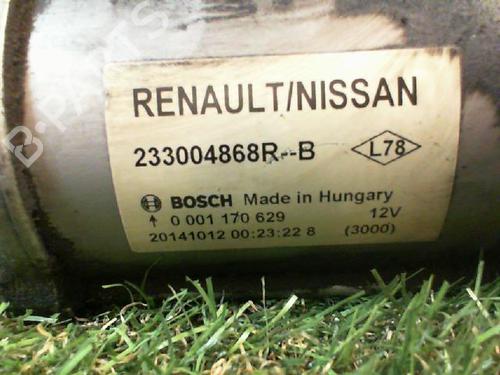 RENAULT/NISSAN
233004868R--B L78
BOSCH Made in Hungary
0 001 170 629 12V
20141012 00:23:22 8 (3000)
B-PARTS